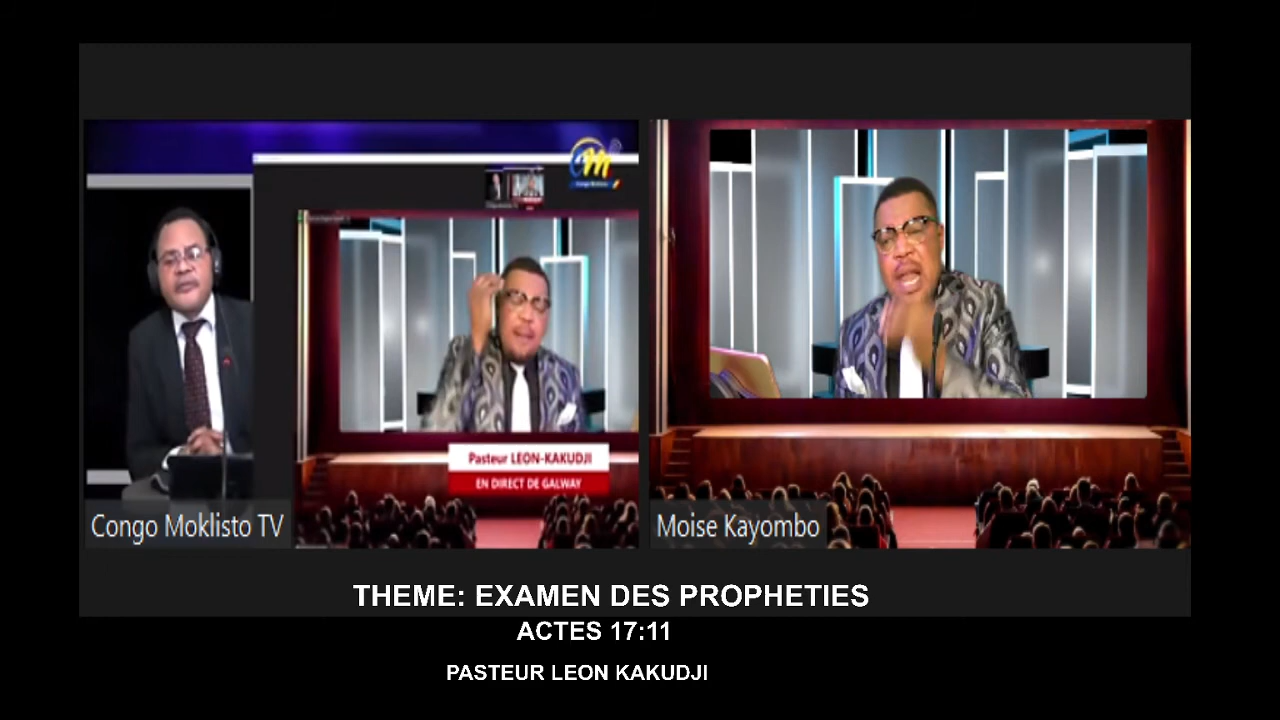 Pasteur LEON-KAKUDJI
EN DIRECT DE GALWAY
Congo Moklisto TV
Moise Kayombo
THEME: EXAMEN DES PROPHETIES
ACTES 17:11
PASTEUR LEON KAKUDJI